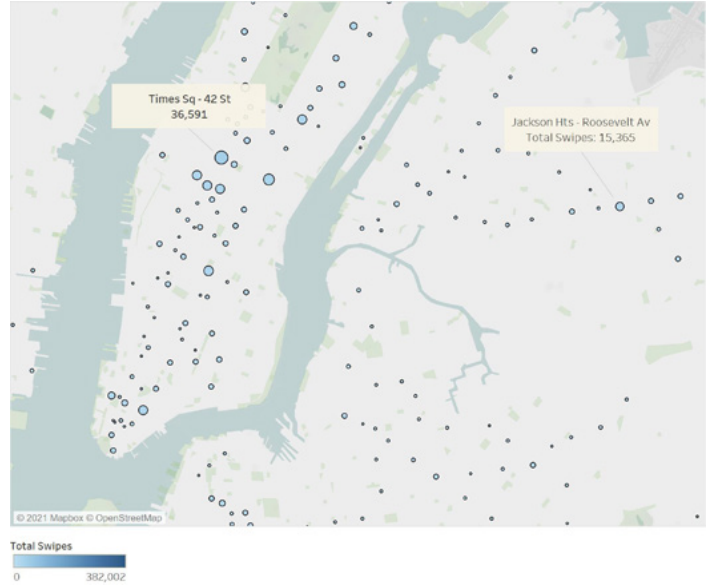 Times Sq - 42 St
36,591
Jackson Hts - Roosevelt Av
Total Swipes: 15,365
© 2021 Mapbox © OpenStreetMap
Total Swipes
0 382,002